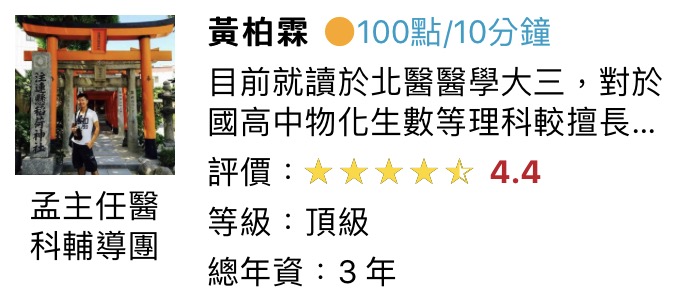 黃柏霖 100點/10分鐘
目前就讀於北醫醫學大三，對於
國高中物化生數等理科較擅長...
評價：★★★★⯪ 4.4
等級：頂級
總年資：3 年
孟主任醫
科輔導團